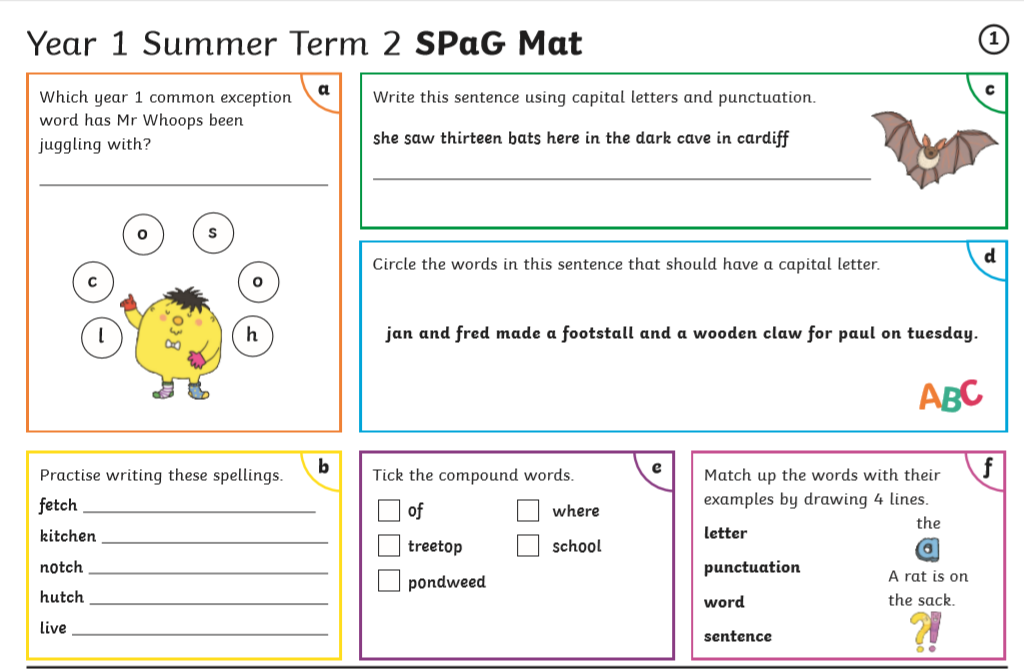 Year 1 Summer Term 2 SPaG Mat
1
a
Which year 1 common exception
word has Mr Whoops been
juggling with?
o
s
c
o
l
h
b
Practise writing these spellings.
fetch
kitchen
notch
hutch
live
c
Write this sentence using capital letters and punctuation.
she saw thirteen bats here in the dark cave in cardiff
d
Circle the words in this sentence that should have a capital letter.
jan and fred made a footstall and a wooden claw for paul on tuesday.
ABC
e
Tick the compound words.
of
where
treetop
school
pondweed
f
Match up the words with their
examples by drawing 4 lines.
letter
punctuation
word
sentence
the
a
A rat is on
the sack.
?!